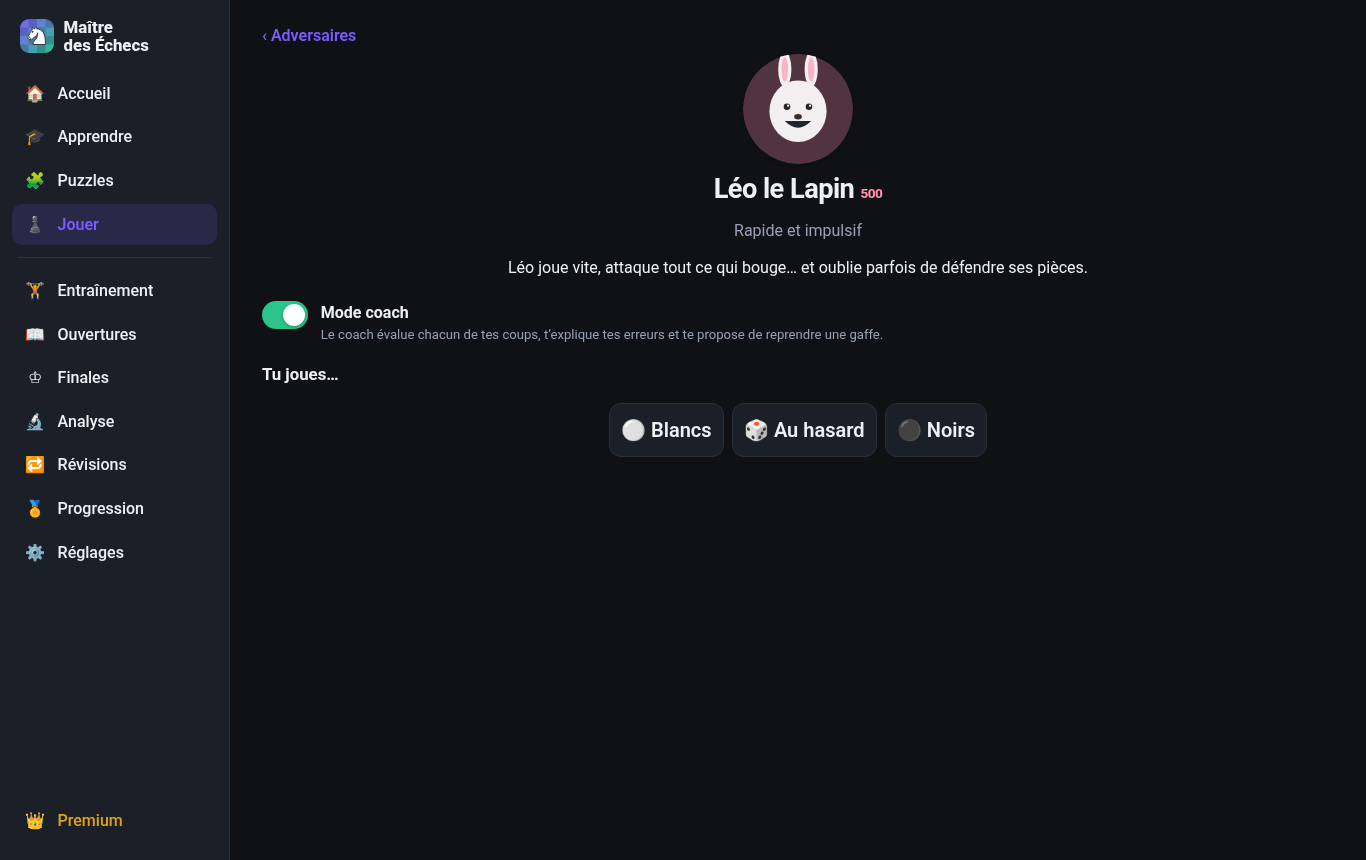 Maître
des Échecs
Accueil
Apprendre
Puzzles
Jouer
Entraînement
Ouvertures
Finales
Analyse
Révisions
Progression
Réglages
Premium
‹ Adversaires
Léo le Lapin 500
Rapide et impulsif
Léo joue vite, attaque tout ce qui bouge… et oublie parfois de défendre ses pièces.
Mode coach
Le coach évalue chacun de tes coups, t’explique tes erreurs et te propose de reprendre une gaffe.
Tu joues…
Blancs
Au hasard
Noirs